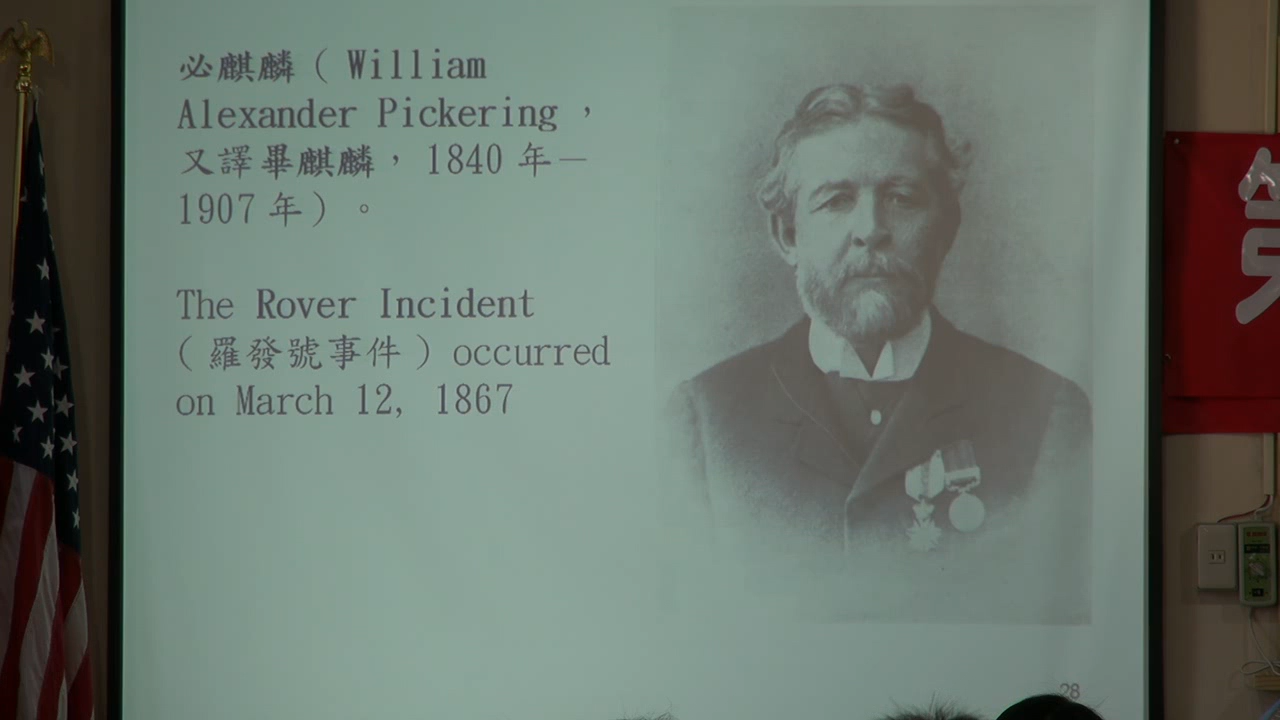 必麒麟（William
Alexander Pickering，
又譯畢麒麟，1840 年－
1907 年）。
The Rover Incident
（羅發號事件）occurred
on March 12, 1867
28